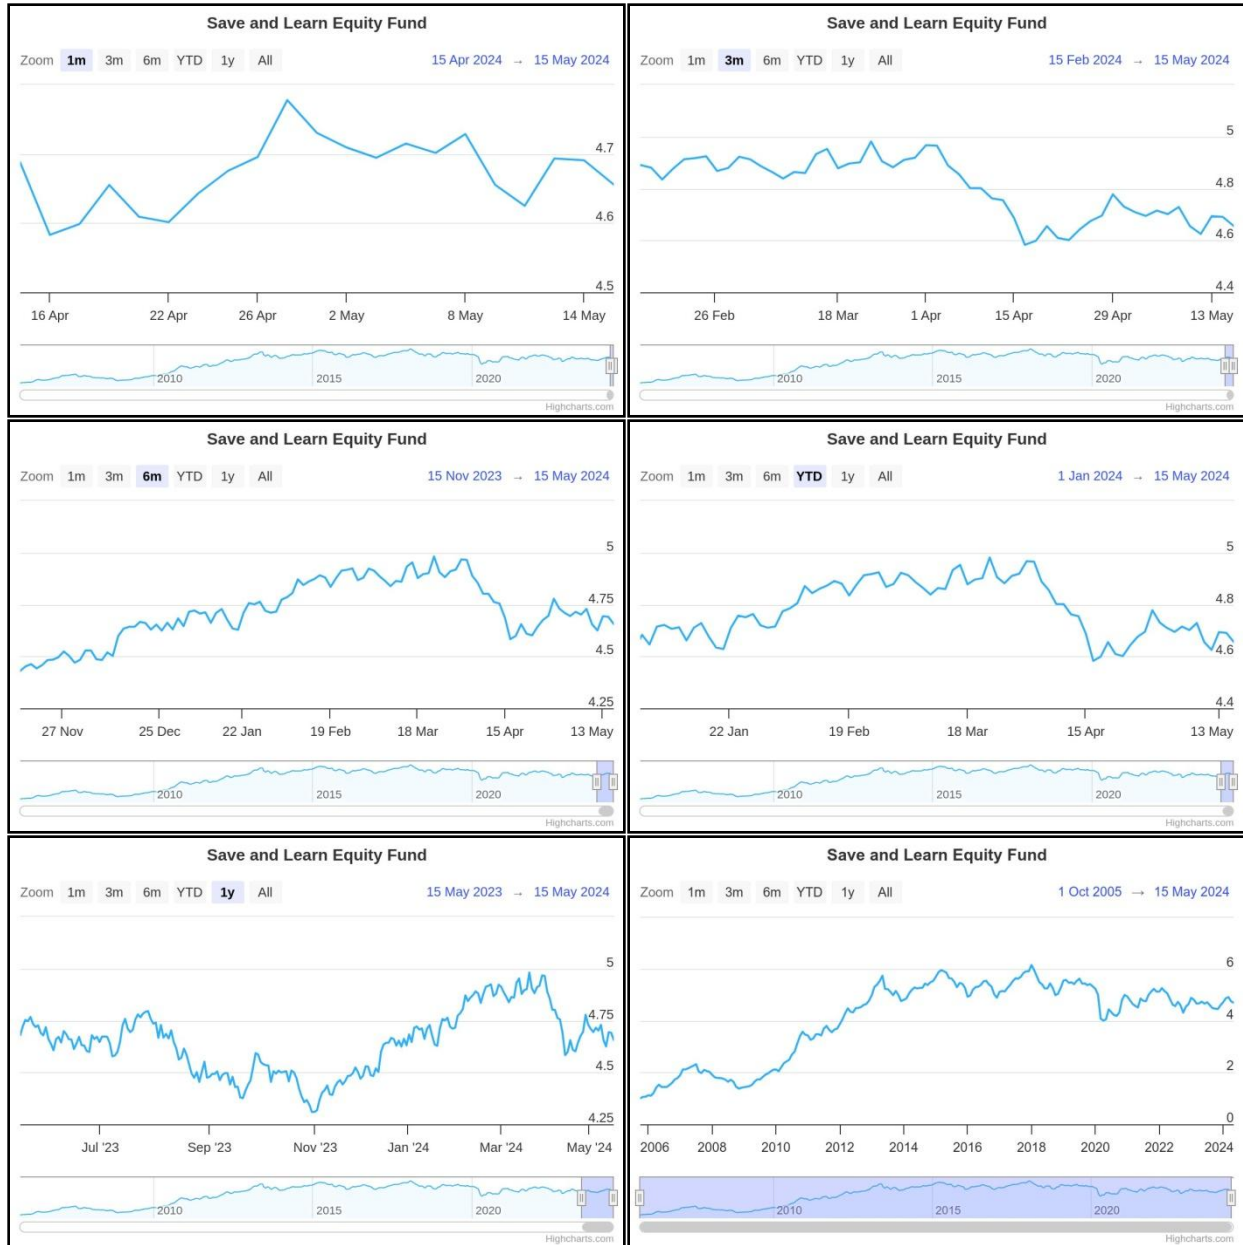 Save and Learn Equity Fund
Zoom 1m 3m 6m YTD 1y All 15 Apr 2024 → 15 May 2024
4.7
4.6
4.5
16 Apr 22 Apr 26 Apr 2 May 8 May 14 May
2010 2015 2020
Highcharts.com
Save and Learn Equity Fund
Zoom 1m 3m 6m YTD 1y All 15 Feb 2024 → 15 May 2024
5
4.8
4.6
4.4
26 Feb 18 Mar 1 Apr 15 Apr 29 Apr 13 May
2010 2015 2020
Highcharts.com
Save and Learn Equity Fund
Zoom 1m 3m 6m YTD 1y All 15 Nov 2023 → 15 May 2024
5
4.75
4.5
4.25
27 Nov 25 Dec 22 Jan 19 Feb 18 Mar 15 Apr 13 May
2010 2015 2020
Highcharts.com
Save and Learn Equity Fund
Zoom 1m 3m 6m YTD 1y All 1 Jan 2024 → 15 May 2024
5
4.8
4.6
4.4
22 Jan 19 Feb 18 Mar 15 Apr 13 May
2010 2015 2020
Highcharts.com
Save and Learn Equity Fund
Zoom 1m 3m 6m YTD 1y All 15 May 2023 → 15 May 2024
5
4.75
4.5
4.25
Jul '23 Sep '23 Nov '23 Jan '24 Mar '24 May '24
2010 2015 2020
Highcharts.com
Save and Learn Equity Fund
Zoom 1m 3m 6m YTD 1y All 1 Oct 2005 → 15 May 2024
6
4
2
0
2006 2008 2010 2012 2014 2016 2018 2020 2022 2024
2010 2015 2020
Highcharts.com